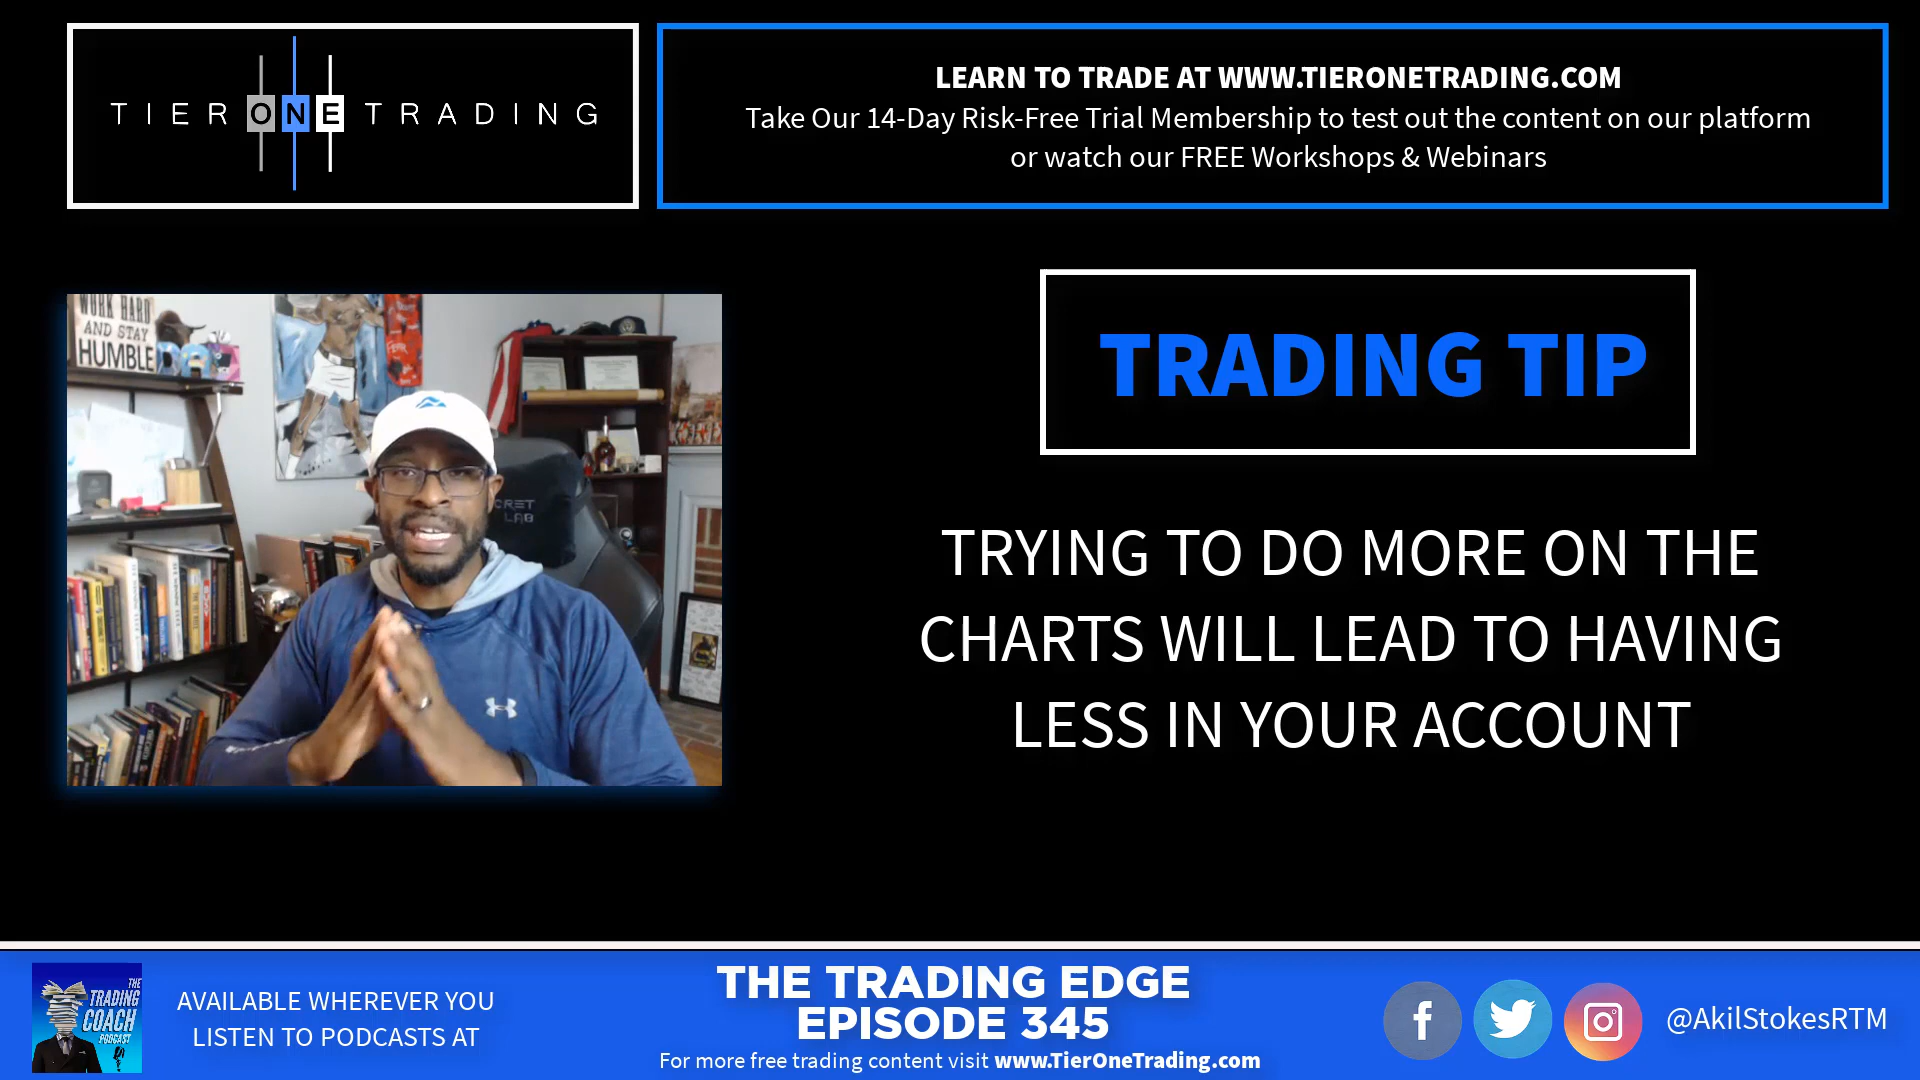 TIER ONE TRADING
LEARN TO TRADE AT WWW.TIERONETRADING.COM
Take Our 14-Day Risk-Free Trial Membership to test out the content on our platform
or watch our FREE Workshops & Webinars
WORK HARD
AND STAY
HUMBLE
CRET
LAB
TRADING TIP
TRYING TO DO MORE ON THE
CHARTS WILL LEAD TO HAVING
LESS IN YOUR ACCOUNT
THE
TRADING
COACH
PODCAST
AVAILABLE WHEREVER YOU
LISTEN TO PODCASTS AT
THE TRADING EDGE
EPISODE 345
For more free trading content visit www.TierOneTrading.com
@AkilStokesRTM